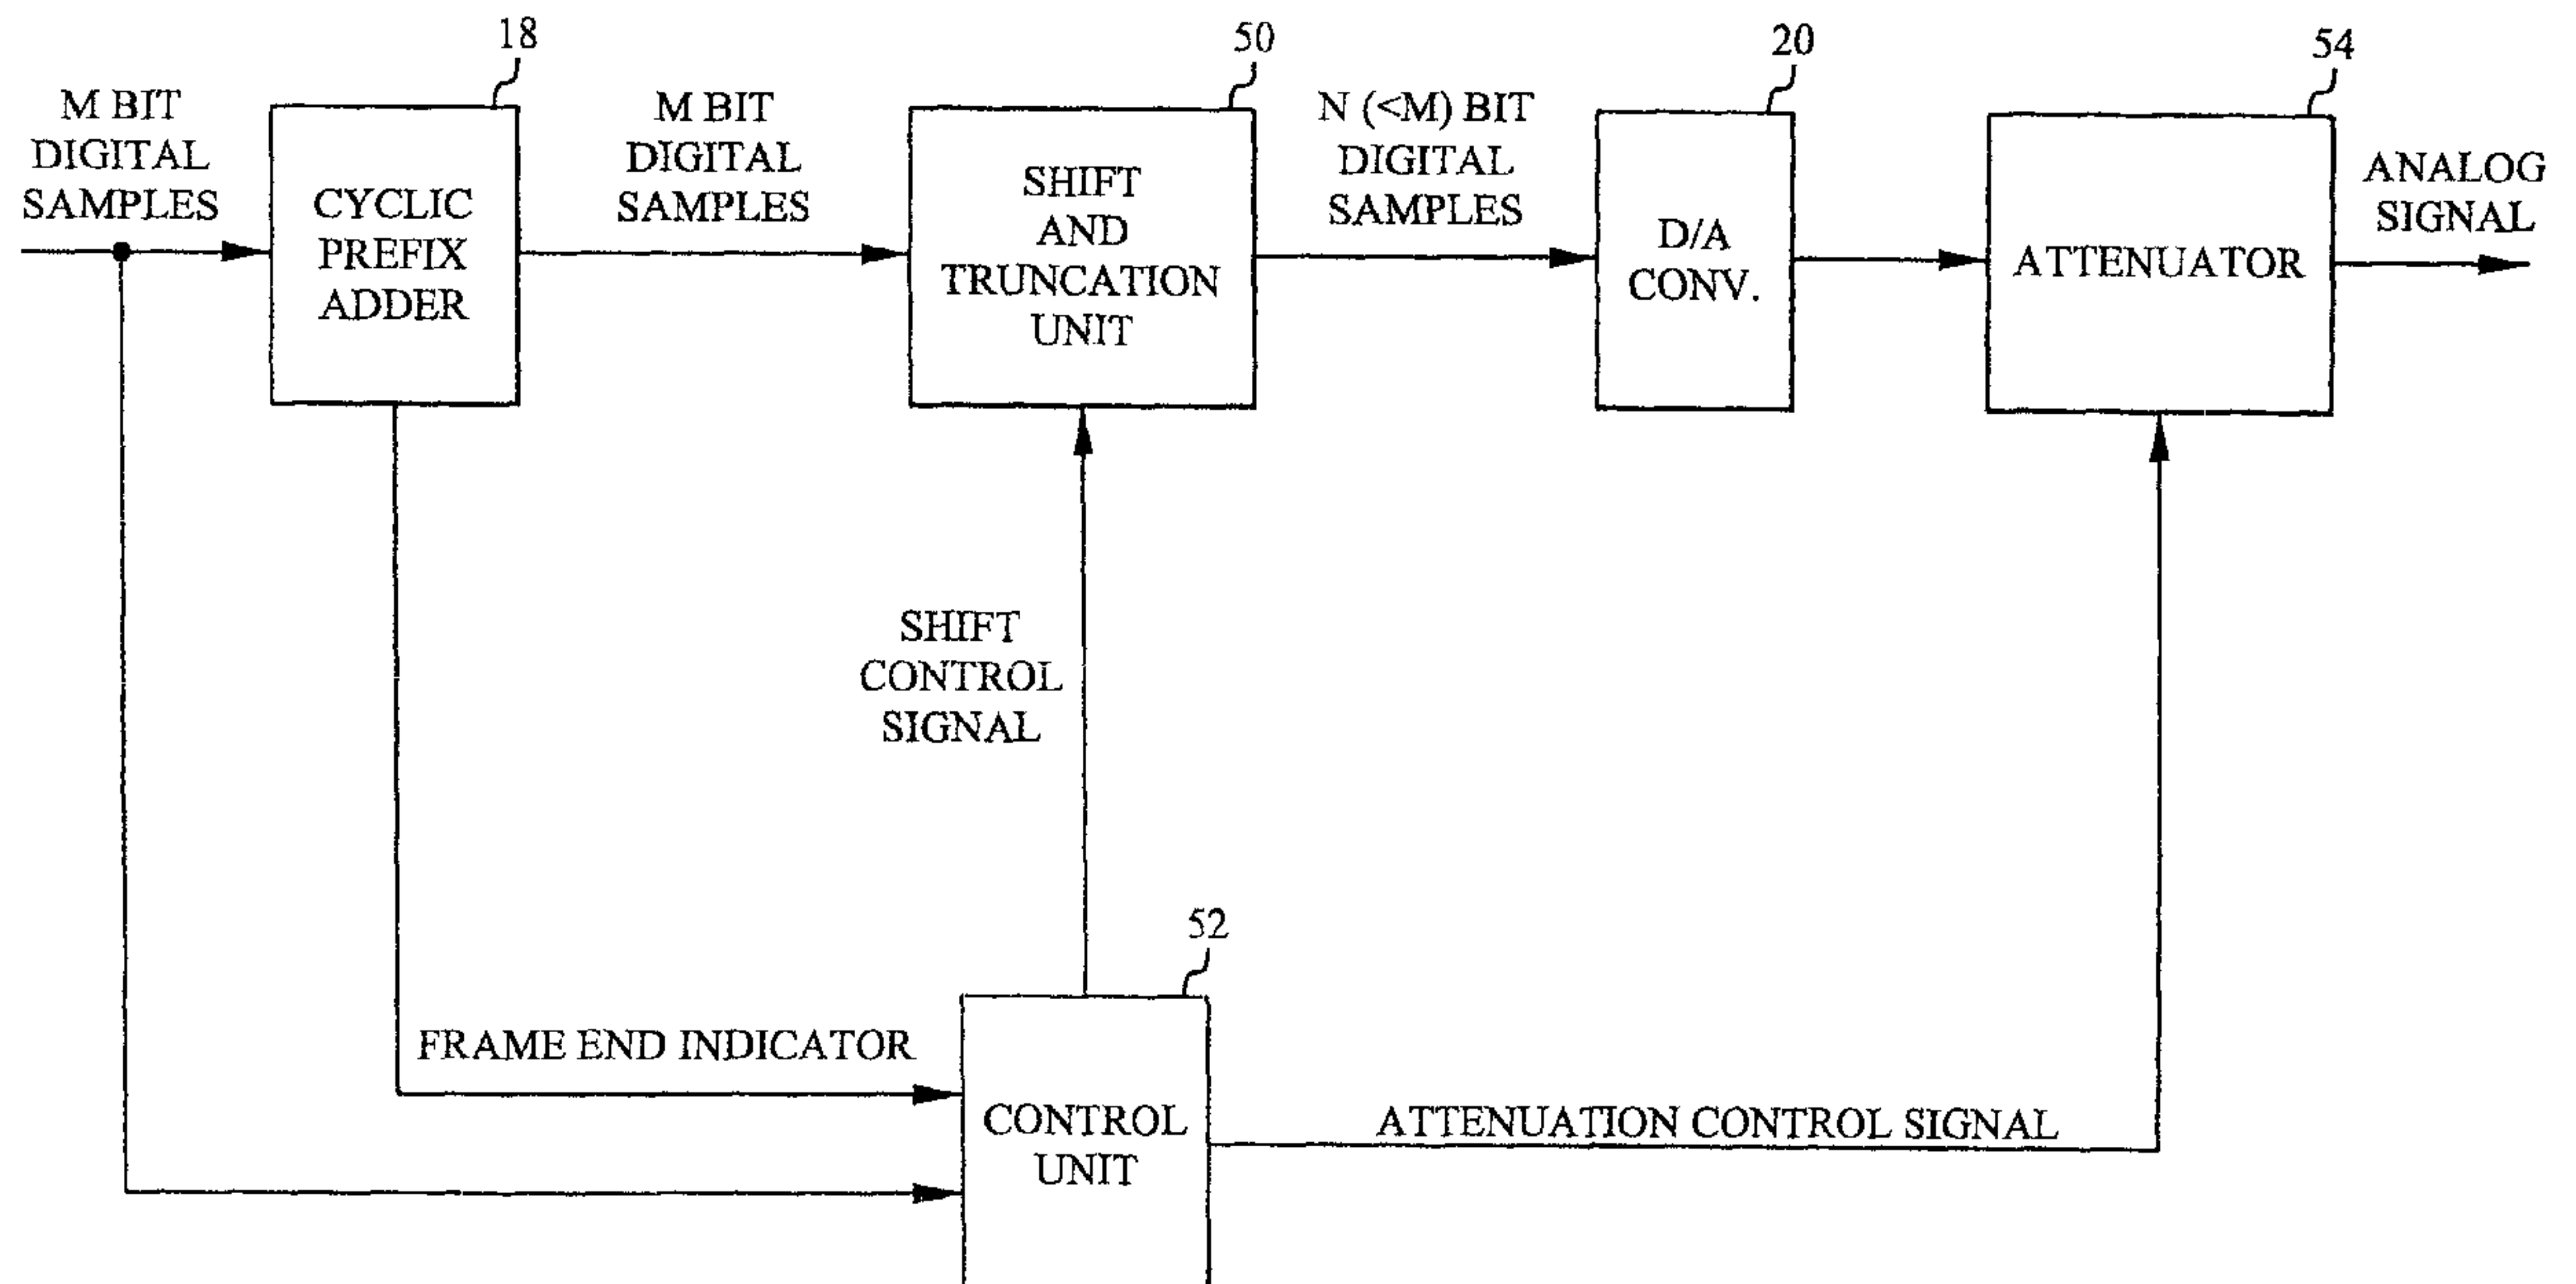 18
50
20
54
M BIT
DIGITAL
SAMPLES
CYCLIC
PREFIX
ADDER
M BIT
DIGITAL
SAMPLES
SHIFT
AND
TRUNCATION
UNIT
N (<M) BIT
DIGITAL
SAMPLES
D/A
CONV.
ATTENUATOR
ANALOG
SIGNAL
SHIFT
CONTROL
SIGNAL
52
FRAME END INDICATOR
CONTROL
UNIT
ATTENUATION CONTROL SIGNAL